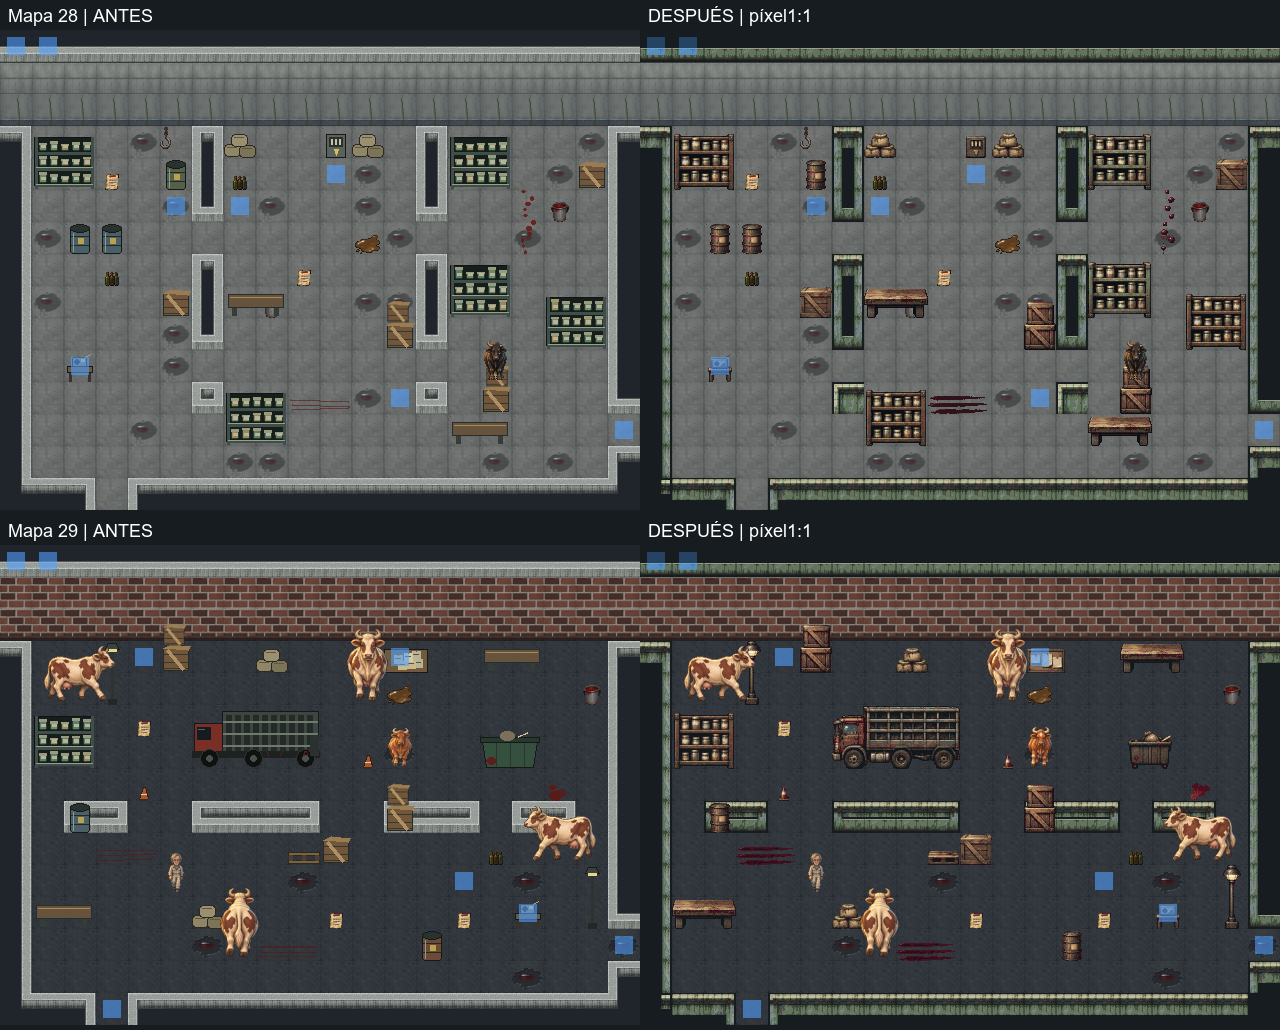 Mapa 28 | ANTES
DESPUÉS | píxel1:1
Mapa 29 | ANTES
DESPUÉS | píxel1:1